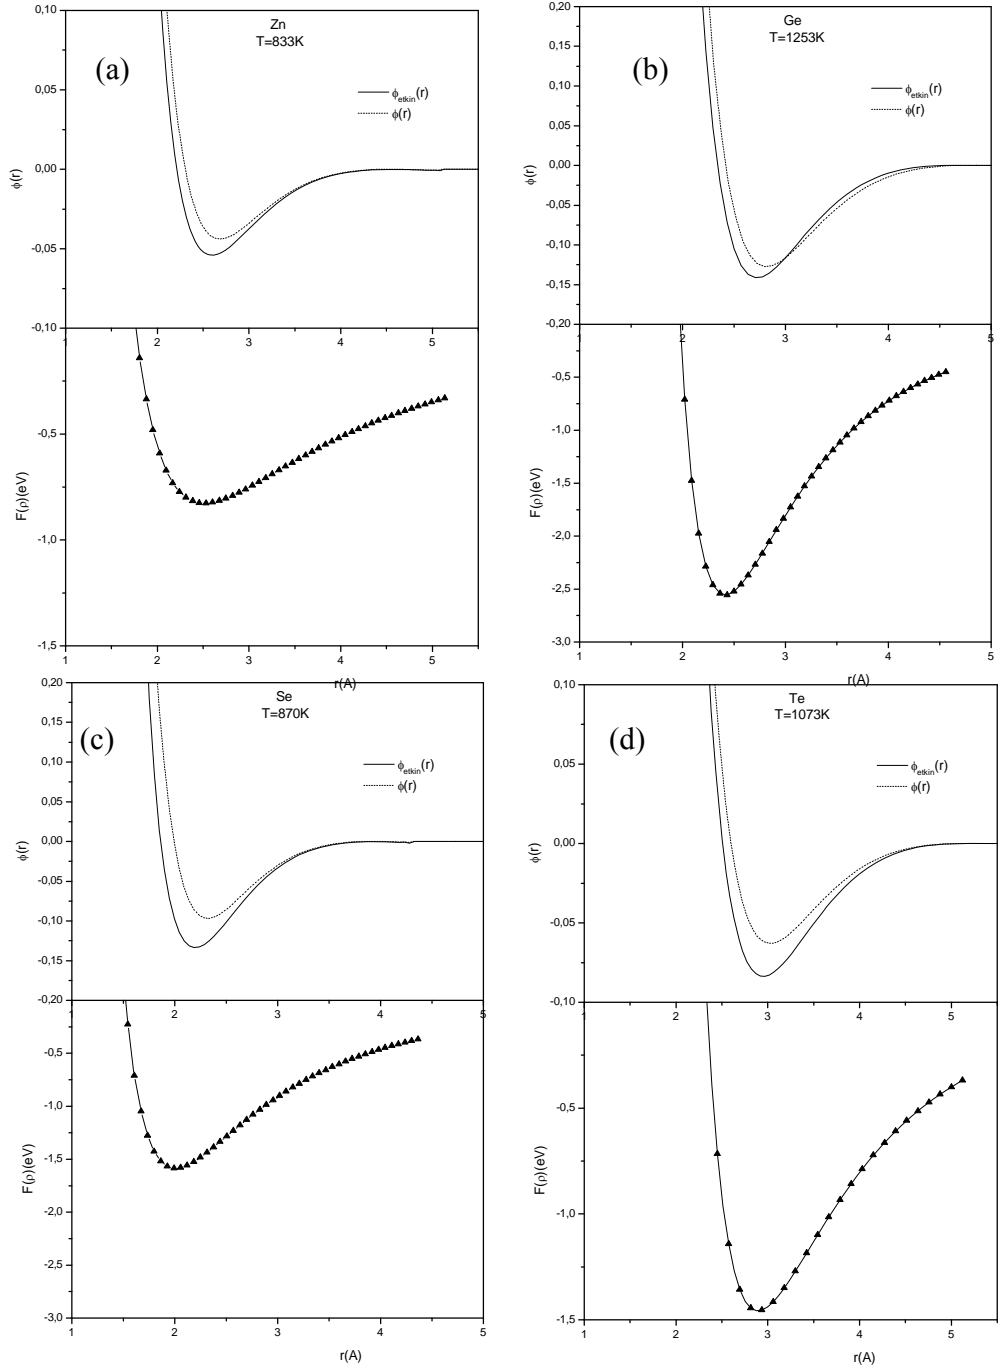 Zn
T=833K
(a)
ϕetkin(r)
ϕ(r)
0,10
0,05
0,00
-0,05
-0,10
ϕ(r)
1 2 3 4 5
-0,5
-1,0
-1,5
F(ρ)(eV)
1 2 3 4 5
Ge
T=1253K
(b)
ϕetkin(r)
ϕ(r)
0,20
0,15
0,10
0,05
0,00
-0,05
-0,10
-0,15
-0,20
ϕ(r)
1 2 3 4 5
-0,5
-1,0
-1,5
-2,0
-2,5
-3,0
F(ρ)(eV)
1 2 3 4 5
r(A)
r(A)
Se
T=870K
(c)
ϕetkin(r)
ϕ(r)
0,20
0,15
0,10
0,05
0,00
-0,05
-0,10
-0,15
-0,20
ϕ(r)
1 2 3 4 5
-0,5
-1,0
-1,5
-2,0
-2,5
-3,0
F(ρ)(eV)
1 2 3 4 5
r(A)
Te
T=1073K
(d)
ϕetkin(r)
ϕ(r)
0,10
0,05
0,00
-0,05
-0,10
ϕ(r)
1 2 3 4 5
-0,5
-1,0
-1,5
F(ρ)(eV)
1 2 3 4 5
r(A)